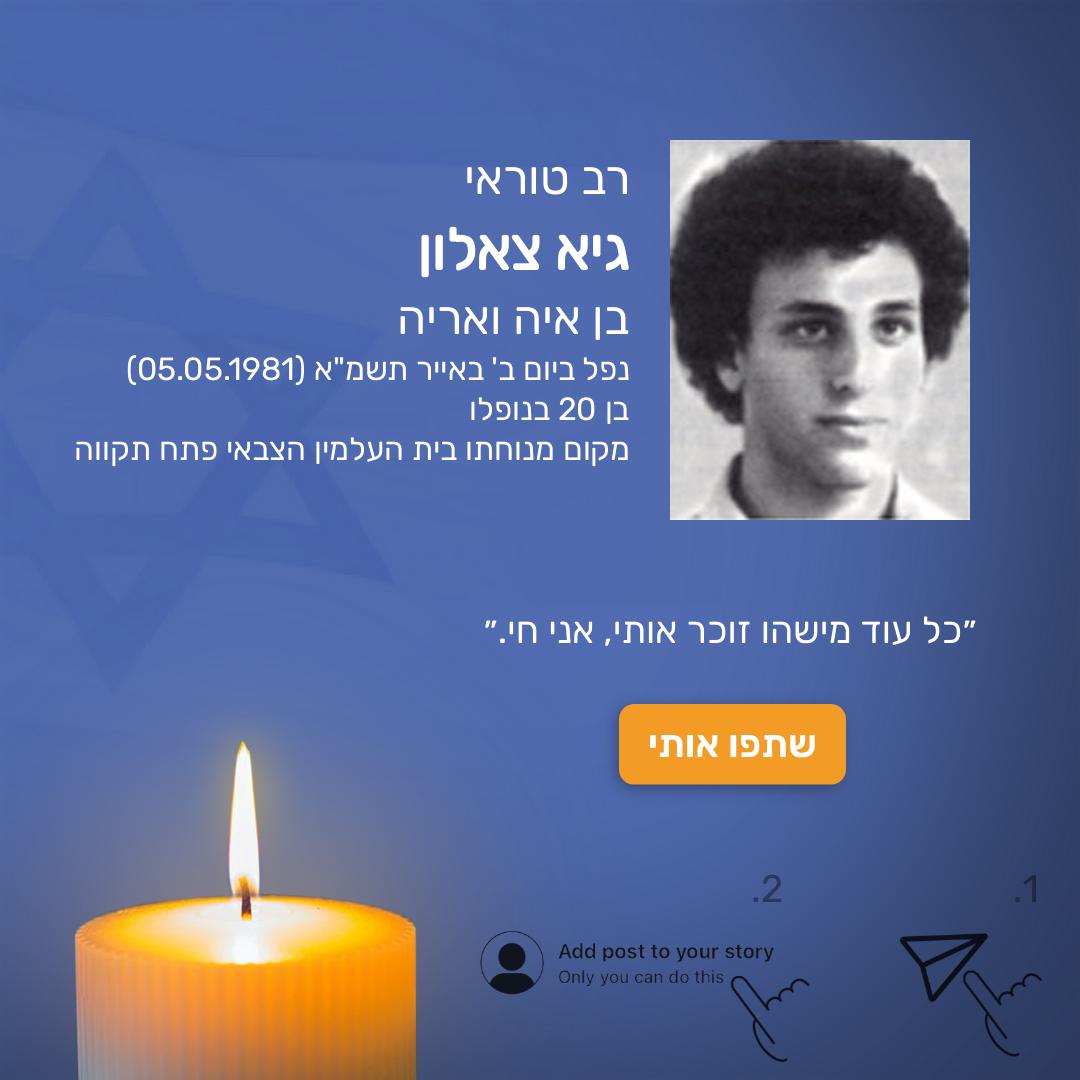 רב טוראי
גיא צאלון
בן איה ואריה
נפל ביום ב' באייר תשמ"א (05.05.1981)
בן 20 בנופלו
מקום מנוחתו בית העלמין הצבאי פתח תקווה
״כל עוד מישהו זוכר אותי, אני חי.״
שתפו אותי
1.
2.
Add post to your story
Only you can do this